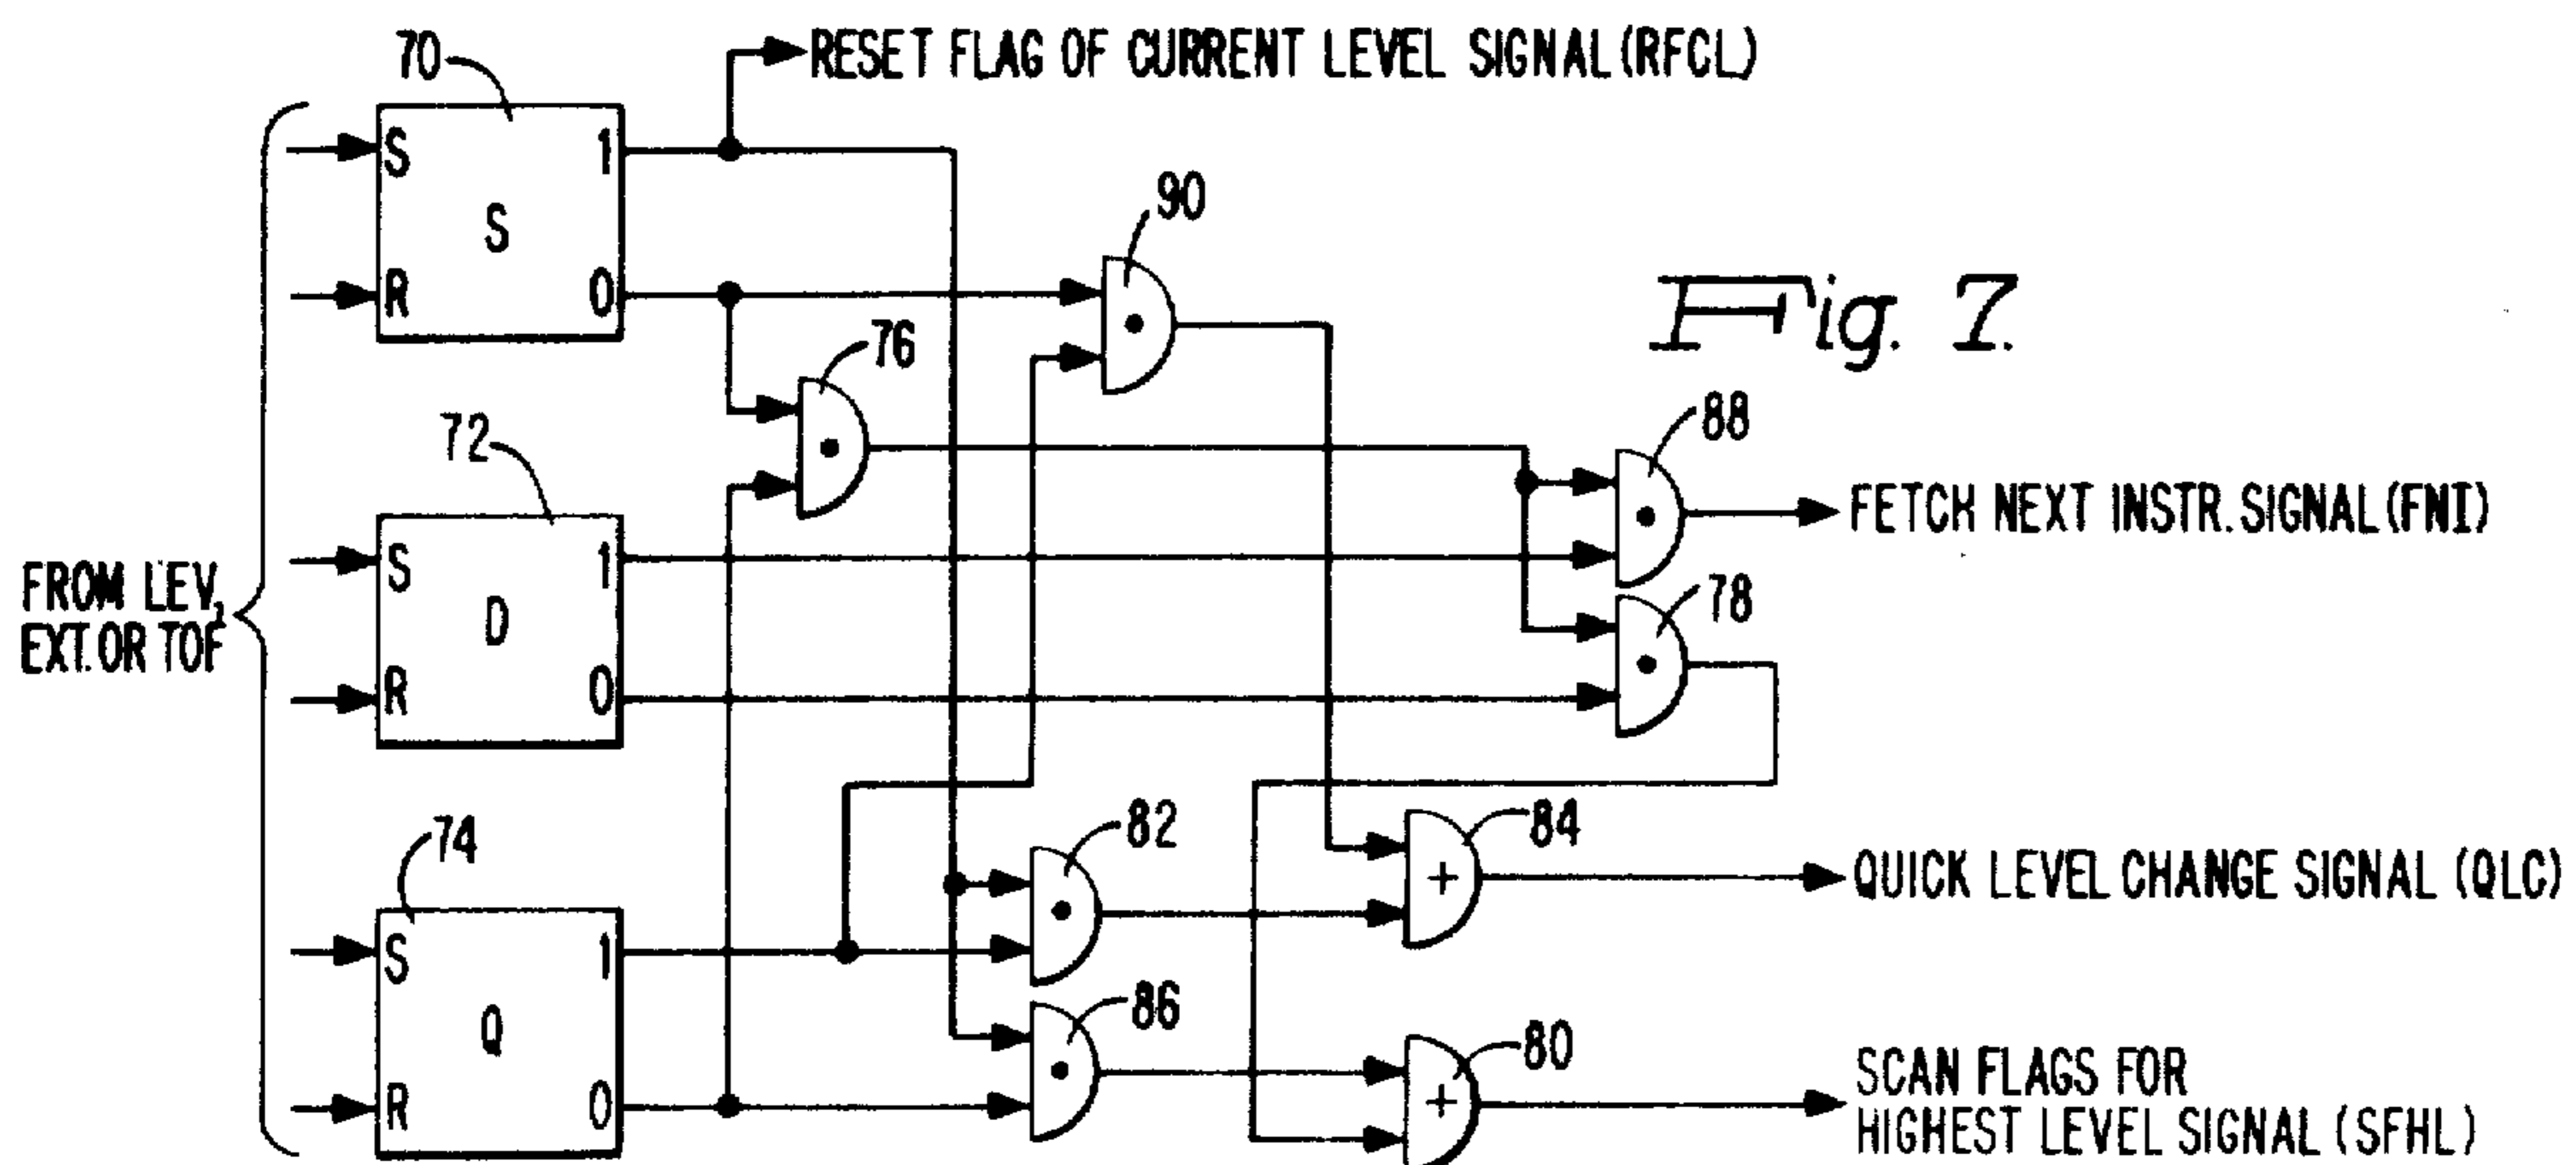 70
RESET FLAG OF CURRENT LEVEL SIGNAL (RFCL)
S
1
S
R
0
90
Fig. 7.
76
88
72
FETCH NEXT INSTR. SIGNAL (FNI)
S
1
FROM LEV,
EXT. OR TOF
D
78
R
0
74
82
84
+
QUICK LEVEL CHANGE SIGNAL (QLC)
S
1
Q
86
80
+
R
0
SCAN FLAGS FOR
HIGHEST LEVEL SIGNAL (SFHL)